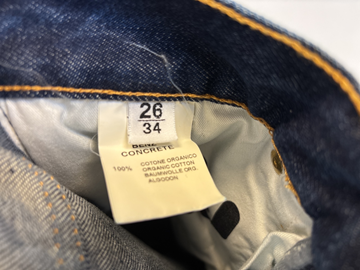 26
34
CONCRETE
100% COTONE ORGANICO
ORGANIC COTTON
BAUMWOLLE ORG.
ALGODON